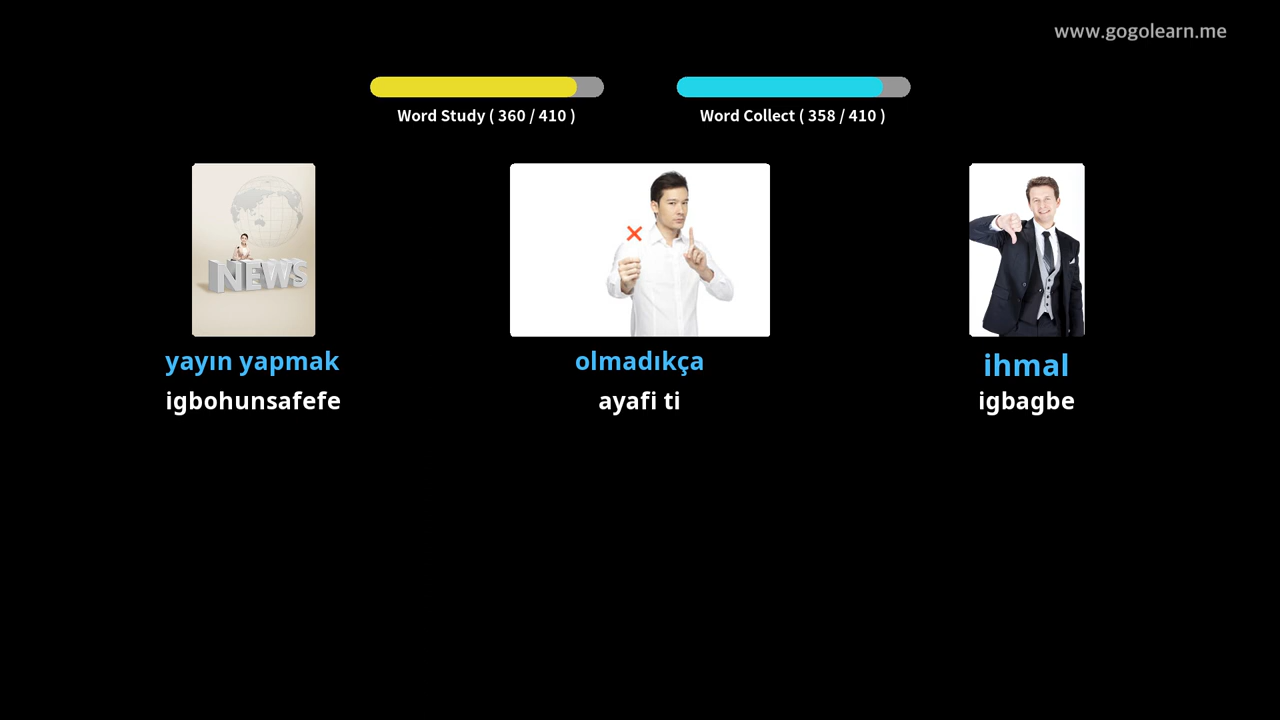 www.gogolearn.me
Word Study ( 360 / 410 )
Word Collect ( 358 / 410 )
NEWS
yayın yapmak
olmadıkça
ihmal
igbohunsafefe
ayafi ti
igbagbe